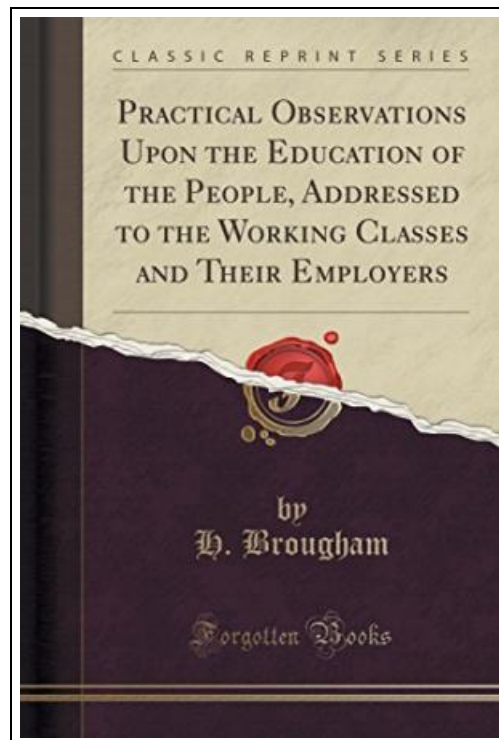 CLASSIC REPRINT SERIES
PRACTICAL OBSERVATIONS
UPON THE EDUCATION OF
THE PEOPLE, ADDRESSED
TO THE WORKING CLASSES
AND THEIR EMPLOYERS
by
H. Brougham
Forgotten Books